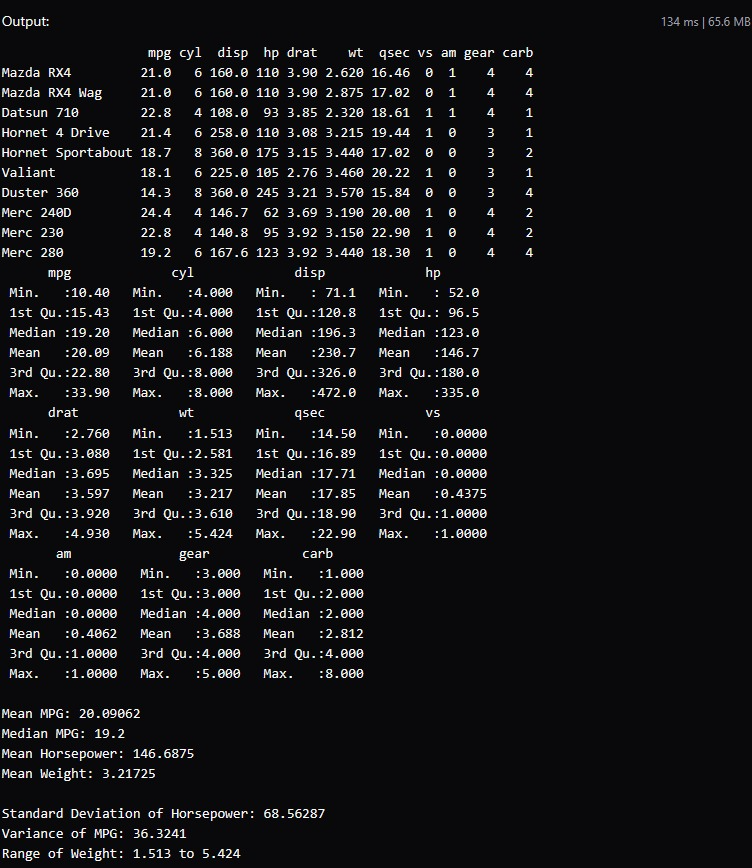 Output:
134 ms | 65.6 MB
                   mpg cyl  disp  hp drat    wt  qsec vs am gear carb
Mazda RX4         21.0   6 160.0 110 3.90 2.620 16.46  0  1    4    4
Mazda RX4 Wag     21.0   6 160.0 110 3.90 2.875 17.02  0  1    4    4
Datsun 710        22.8   4 108.0  93 3.85 2.320 18.61  1  1    4    1
Hornet 4 Drive    21.4   6 258.0 110 3.08 3.215 19.44  1  0    3    1
Hornet Sportabout 18.7   8 360.0 175 3.15 3.440 17.02  0  0    3    2
Valiant           18.1   6 225.0 105 2.76 3.460 20.22  1  0    3    1
Duster 360        14.3   8 360.0 245 3.21 3.570 15.84  0  0    3    4
Merc 240D         24.4   4 146.7  62 3.69 3.190 20.00  1  0    4    2
Merc 230          22.8   4 140.8  95 3.92 3.150 22.90  1  0    4    2
Merc 280          19.2   6 167.6 123 3.92 3.440 18.30  1  0    4    4
      mpg             cyl             disp             hp
 Min.   :10.40   Min.   :4.000   Min.   : 71.1   Min.   : 52.0
 1st Qu.:15.43   1st Qu.:4.000   1st Qu.:120.8   1st Qu.: 96.5
 Median :19.20   Median :6.000   Median :196.3   Median :123.0
 Mean   :20.09   Mean   :6.188   Mean   :230.7   Mean   :146.7
 3rd Qu.:22.80   3rd Qu.:8.000   3rd Qu.:326.0   3rd Qu.:180.0
 Max.   :33.90   Max.   :8.000   Max.   :472.0   Max.   :335.0
      drat             wt             qsec             vs
 Min.   :2.760   Min.   :1.513   Min.   :14.50   Min.   :0.0000
 1st Qu.:3.080   1st Qu.:2.581   1st Qu.:16.89   1st Qu.:0.0000
 Median :3.695   Median :3.325   Median :17.71   Median :0.0000
 Mean   :3.597   Mean   :3.217   Mean   :17.85   Mean   :0.4375
 3rd Qu.:3.920   3rd Qu.:3.610   3rd Qu.:18.90   3rd Qu.:1.0000
 Max.   :4.930   Max.   :5.424   Max.   :22.90   Max.   :1.0000
       am              gear            carb
 Min.   :0.0000   Min.   :3.000   Min.   :1.000
 1st Qu.:0.0000   1st Qu.:3.000   1st Qu.:2.000
 Median :0.0000   Median :4.000   Median :2.000
 Mean   :0.4062   Mean   :3.688   Mean   :2.812
 3rd Qu.:1.0000   3rd Qu.:4.000   3rd Qu.:4.000
 Max.   :1.0000   Max.   :5.000   Max.   :8.000
Mean MPG: 20.09062
Median MPG: 19.2
Mean Horsepower: 146.6875
Mean Weight: 3.21725
Standard Deviation of Horsepower: 68.56287
Variance of MPG: 36.3241
Range of Weight: 1.513 to 5.424